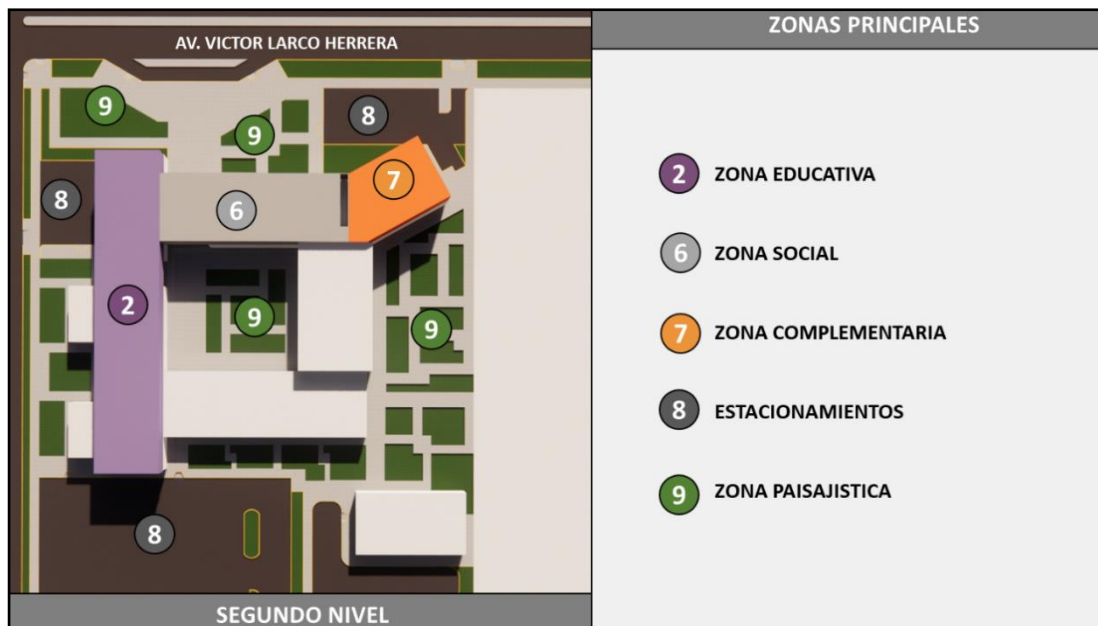 ZONAS PRINCIPALES
AV. VICTOR LARCO HERRERA
9
9
8
7
8
6
2
9
9
8
2 ZONA EDUCATIVA
6 ZONA SOCIAL
7 ZONA COMPLEMENTARIA
8 ESTACIONAMIENTOS
9 ZONA PAISAJISTICA
SEGUNDO NIVEL